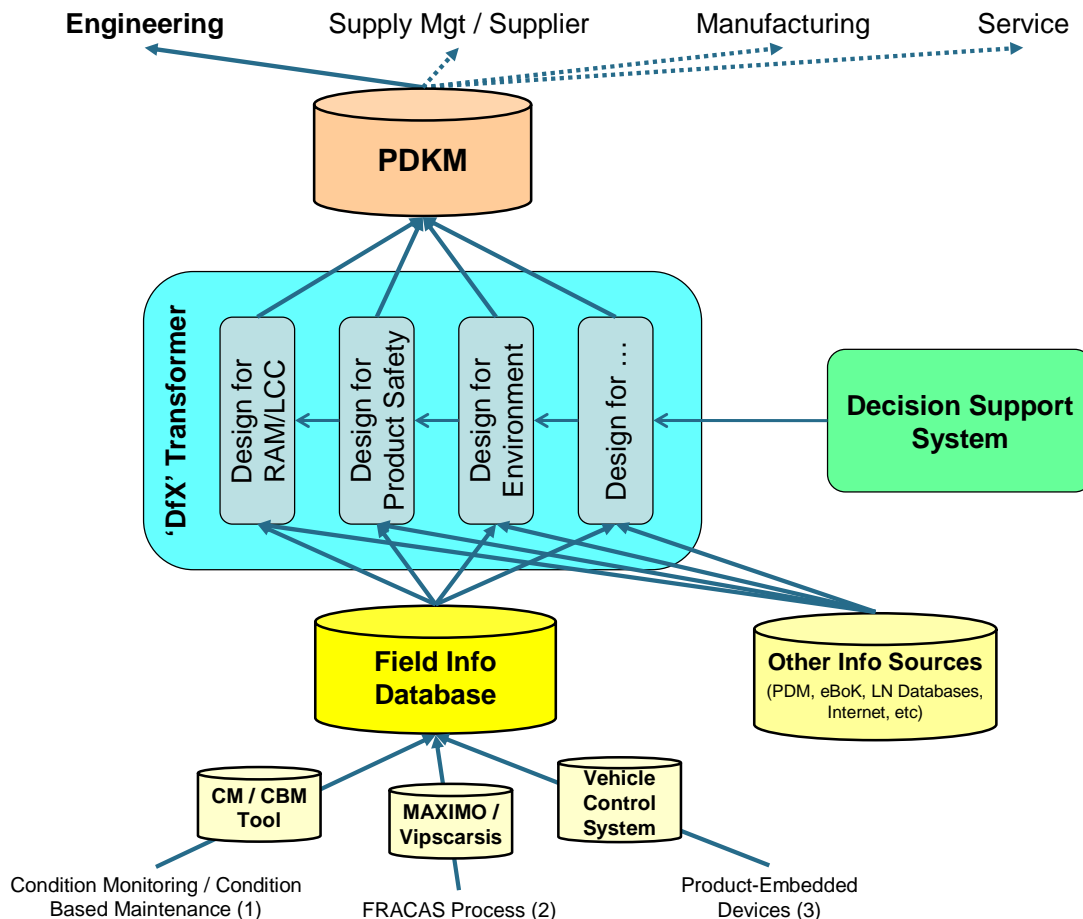 Engineering
Supply Mgt / Supplier
Manufacturing
Service
PDKM
'DfX' Transformer
Design for
RAM/LCC
Design for
Product Safety
Design for
Environment
Design for …
Decision Support
System
Field Info
Database
Other Info Sources
(PDM, eBoK, LN Databases,
Internet, etc)
CM / CBM
Tool
MAXIMO /
Vipscarsis
Vehicle
Control
System
Condition Monitoring / Condition
Based Maintenance (1)
FRACAS Process (2)
Product-Embedded
Devices (3)